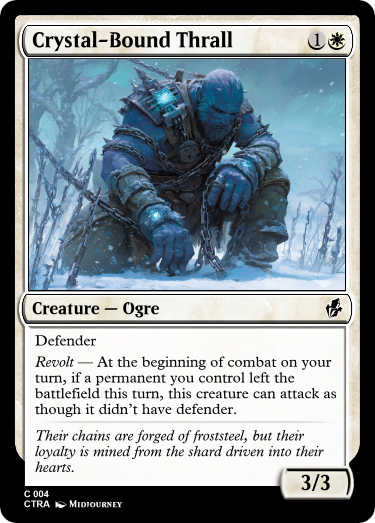 Crystal-Bound Thrall 1
Creature — Ogre
Defender
Revolt — At the beginning of combat on your
turn, if a permanent you control left the
battlefield this turn, this creature can attack as
though it didn't have defender.
Their chains are forged of froststeel, but their
loyalty is mined from the shard driven into their
hearts.
3/3
C 004
CTRA Midjourney